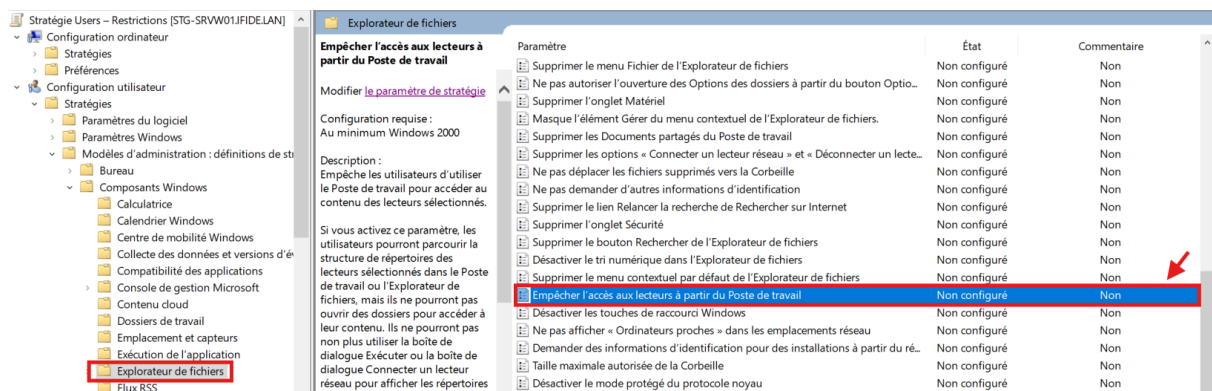 Stratégie Users – Restrictions [STG-SRVW01.IFIDE.LAN]
Configuration ordinateur
Stratégies
Préférences
Configuration utilisateur
Stratégies
Paramètres du logiciel
Paramètres Windows
Modèles d'administration : définitions de str
Bureau
Composants Windows
Calculatrice
Calendrier Windows
Centre de mobilité Windows
Collecte des données et versions d'év
Compatibilité des applications
Console de gestion Microsoft
Contenu cloud
Dossiers de travail
Emplacement et capteurs
Exécution de l'application
Explorateur de fichiers
Flux RSS
Explorateur de fichiers
Empêcher l'accès aux lecteurs à
partir du Poste de travail
Modifier le paramètre de stratégie
Configuration requise :
Au minimum Windows 2000
Description :
Empêche les utilisateurs d'utiliser
le Poste de travail pour accéder au
contenu des lecteurs sélectionnés.
Si vous activez ce paramètre, les
utilisateurs pourront parcourir la
structure de répertoires des
lecteurs sélectionnés dans le Poste
de travail ou l'Explorateur de
fichiers, mais ils ne pourront pas
ouvrir des dossiers pour accéder à
leur contenu. Ils ne pourront pas
non plus utiliser la boîte de
dialogue Exécuter ou la boîte de
dialogue Connecter un lecteur
réseau pour afficher les répertoires
Paramètre État Commentaire
Supprimer le menu Fichier de l'Explorateur de fichiers Non configuré Non
Ne pas autoriser l'ouverture des Options des dossiers à partir du bouton Optio... Non configuré Non
Supprimer l'onglet Matériel Non configuré Non
Masque l'élément Gérer du menu contextuel de l'Explorateur de fichiers. Non configuré Non
Supprimer les Documents partagés du Poste de travail Non configuré Non
Supprimer les options « Connecter un lecteur réseau » et « Déconnecter un lecte... Non configuré Non
Ne pas déplacer les fichiers supprimés vers la Corbeille Non configuré Non
Ne pas demander d'autres informations d'identification Non configuré Non
Supprimer le lien Relancer la recherche de Rechercher sur Internet Non configuré Non
Supprimer l'onglet Sécurité Non configuré Non
Supprimer le bouton Rechercher de l'Explorateur de fichiers Non configuré Non
Désactiver le tri numérique dans l'Explorateur de fichiers Non configuré Non
Supprimer le menu contextuel par défaut de l'Explorateur de fichiers Non configuré Non
Empêcher l'accès aux lecteurs à partir du Poste de travail Non configuré Non
Désactiver les touches de raccourci Windows Non configuré Non
Ne pas afficher « Ordinateurs proches » dans les emplacements réseau Non configuré Non
Demander des informations d'identification pour des installations à partir du ré... Non configuré Non
Taille maximale autorisée de la Corbeille Non configuré Non
Désactiver le mode protégé du protocole noyau Non configuré Non